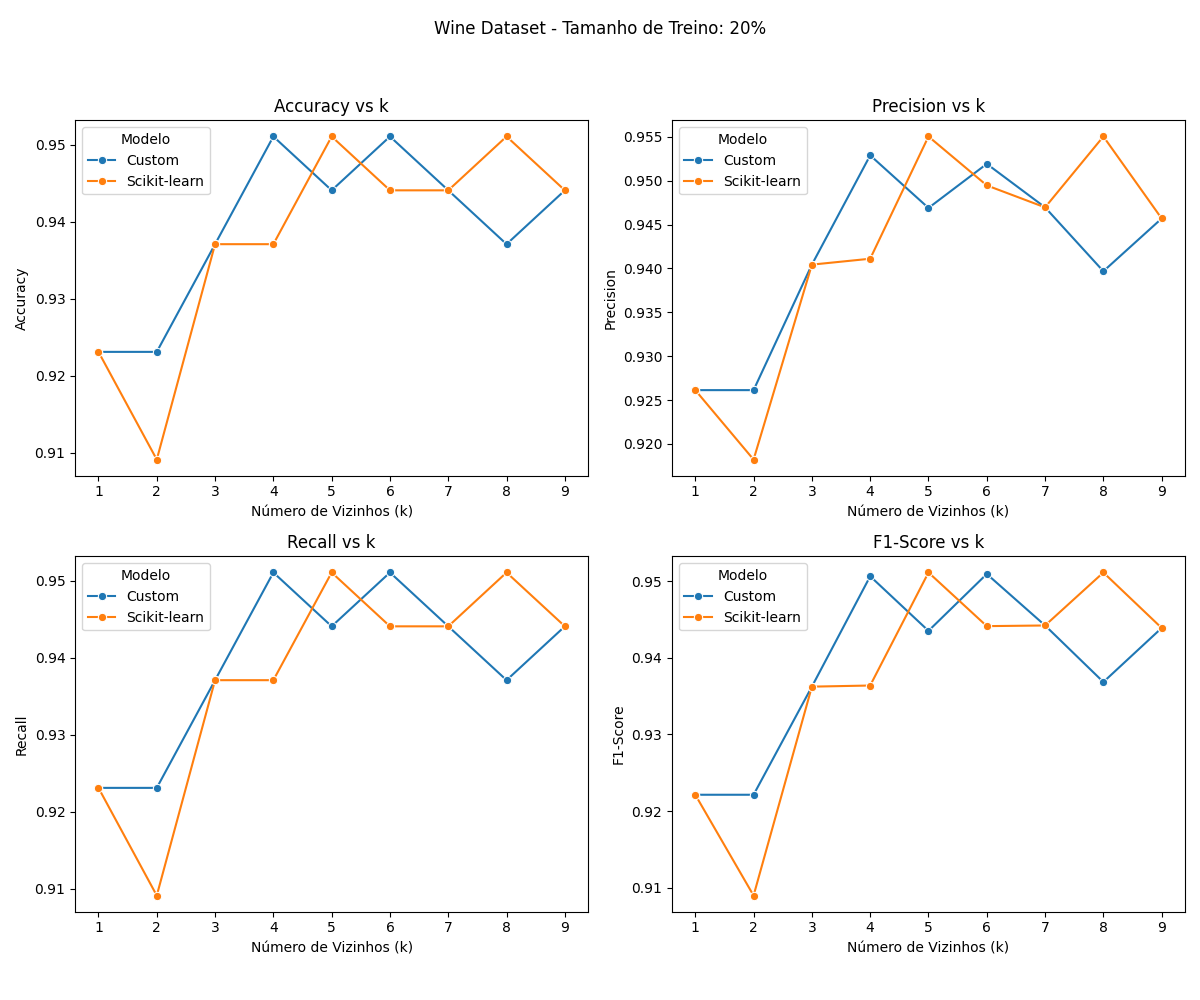 Wine Dataset - Tamanho de Treino: 20%
Accuracy vs k
Modelo
Custom
Scikit-learn
Accuracy
0.95
0.94
0.93
0.92
0.91
1 2 3 4 5 6 7 8 9
Número de Vizinhos (k)
Precision vs k
Modelo
Custom
Scikit-learn
Precision
0.955
0.950
0.945
0.940
0.935
0.930
0.925
0.920
1 2 3 4 5 6 7 8 9
Número de Vizinhos (k)
Recall vs k
Modelo
Custom
Scikit-learn
Recall
0.95
0.94
0.93
0.92
0.91
1 2 3 4 5 6 7 8 9
Número de Vizinhos (k)
F1-Score vs k
Modelo
Custom
Scikit-learn
F1-Score
0.95
0.94
0.93
0.92
0.91
1 2 3 4 5 6 7 8 9
Número de Vizinhos (k)